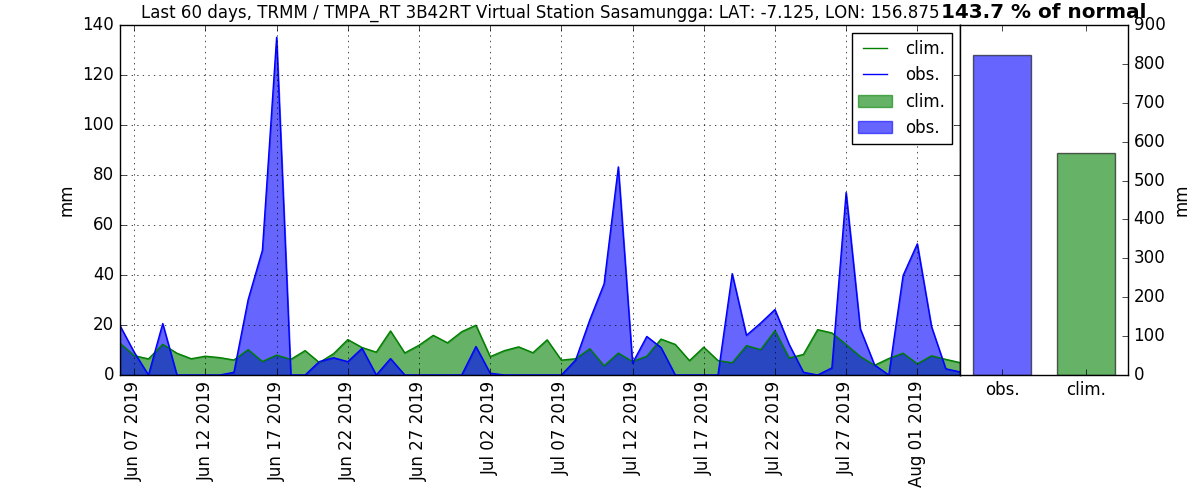 Last 60 days, TRMM / TMPA_RT 3B42RT Virtual Station Sasamungga: LAT: -7.125, LON: 156.875
143.7 % of normal
140
120
100
80
60
40
20
0
mm
clim.
obs.
clim.
obs.
Jun 07 2019
Jun 12 2019
Jun 17 2019
Jun 22 2019
Jun 27 2019
Jul 02 2019
Jul 07 2019
Jul 12 2019
Jul 17 2019
Jul 22 2019
Jul 27 2019
Aug 01 2019
900
800
700
600
500
400
300
200
100
0
mm
obs.
clim.